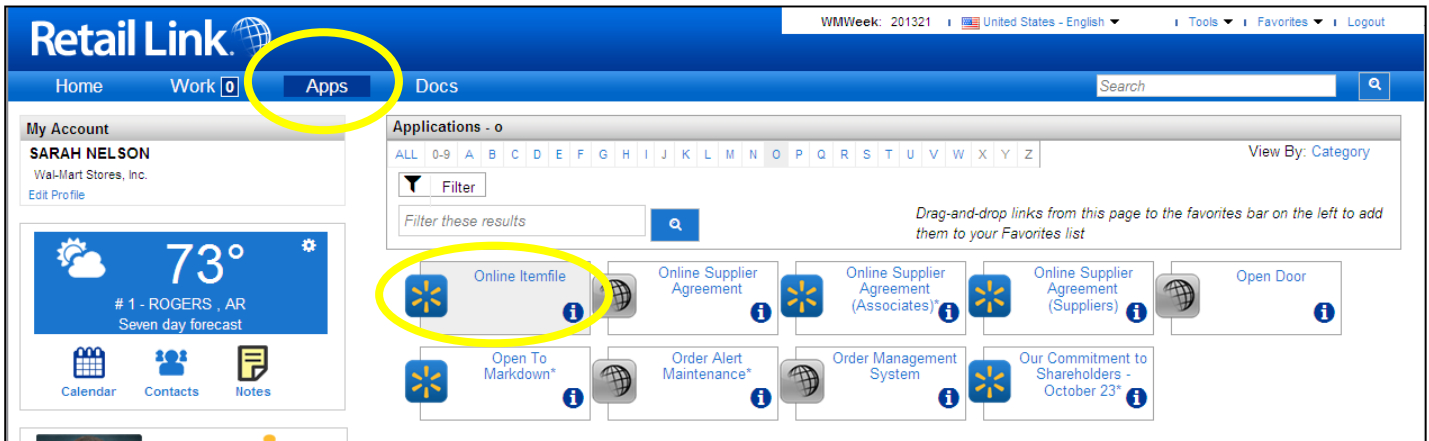 Retail Link.
WMWeek: 201321 United States - English Tools Favorites Logout
Home Work 0 Apps Docs
Search
My Account
SARAH NELSON
Wal-Mart Stores, Inc.
Edit Profile
73°
# 1 - ROGERS , AR
Seven day forecast
Calendar Contacts Notes
Applications - o
ALL 0-9 A B C D E F G H I J K L M N O P Q R S T U V W X Y Z
View By: Category
Filter
Filter these results
Drag-and-drop links from this page to the favorites bar on the left to add
them to your Favorites list
Online Itemfile
Online Supplier
Agreement
Online Supplier
Agreement
(Associates)*
Online Supplier
Agreement
(Suppliers)
Open Door
Open To
Markdown*
Order Alert
Maintenance*
Order Management
System
Our Commitment to
Shareholders -
October 23*